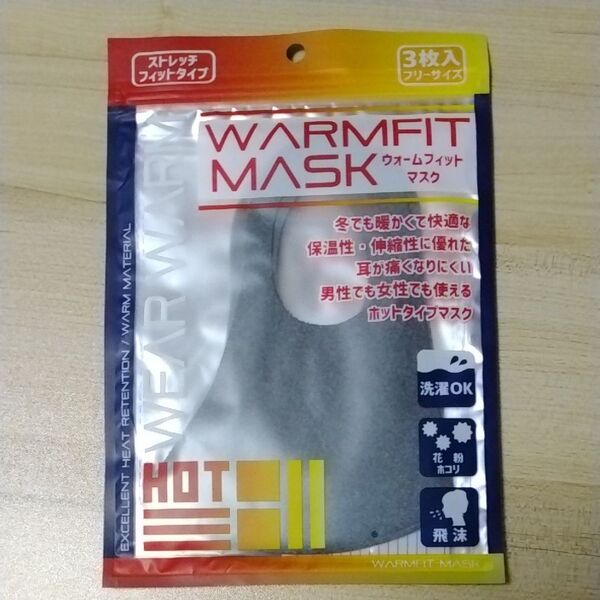 ストレッチ
フィットタイプ
3枚入
フリーサイズ
WARMFIT
MASK
ウォームフィット
マスク
冬でも暖かくて快適な
保温性・伸縮性に優れた
耳が痛くなりにくい
男性でも女性でも使える
ホットタイプマスク
洗濯OK
花 粉
ホコリ
飛沫
HOT
WEAR WARM
EXCELLENT HEAT RETENTION / WARM MATERIAL
WARMFIT MASK